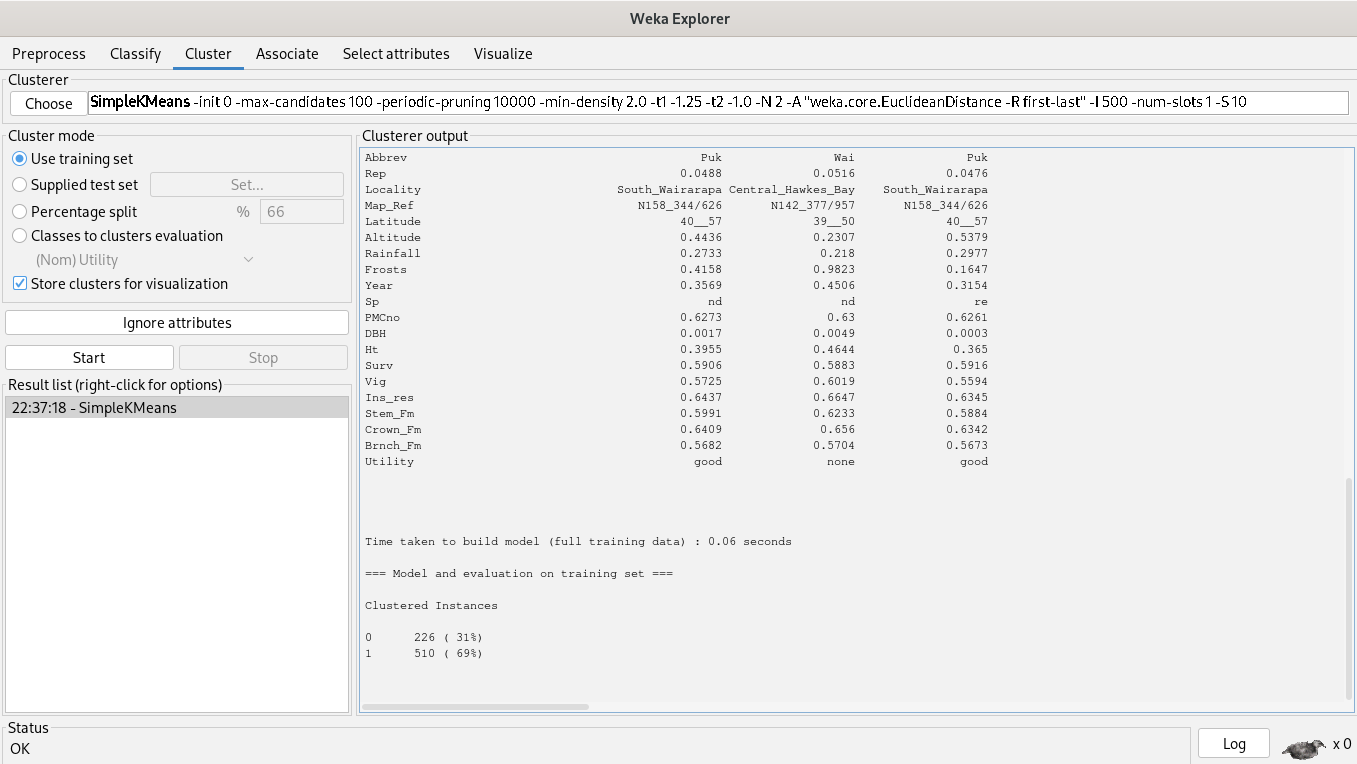 Weka Explorer
Preprocess Classify Cluster Associate Select attributes Visualize
Clusterer
Choose SimpleKMeans -init 0 -max-candidates 100 -periodic-pruning 10000 -min-density 2.0 -t1 -1.25 -t2 -1.0 -N 2 -A "weka.core.EuclideanDistance -R first-last" -I 500 -num-slots 1 -S 10
Cluster mode
Use training set
Supplied test set Set...
Percentage split % 66
Classes to clusters evaluation
(Nom) Utility
Store clusters for visualization
Ignore attributes
Start Stop
Result list (right-click for options)
22:37:18 - SimpleKMeans
Clusterer output
Abbrev Puk Wai Puk
Rep 0.0488 0.0516 0.0476
Locality South_Wairarapa Central_Hawkes_Bay South_Wairarapa
Map_Ref N158_344/626 N142_377/957 N158_344/626
Latitude 40__57 39__50 40__57
Altitude 0.4436 0.2307 0.5379
Rainfall 0.2733 0.218 0.2977
Frosts 0.4158 0.9823 0.1647
Year 0.3569 0.4506 0.3154
Sp nd nd re
PMCno 0.6273 0.63 0.6261
DBH 0.0017 0.0049 0.0003
Ht 0.3955 0.4644 0.365
Surv 0.5906 0.5883 0.5916
Vig 0.5725 0.6019 0.5594
Ins_res 0.6437 0.6647 0.6345
Stem_Fm 0.5991 0.6233 0.5884
Crown_Fm 0.6409 0.656 0.6342
Brnch_Fm 0.5682 0.5704 0.5673
Utility good none good
Time taken to build model (full training data) : 0.06 seconds
=== Model and evaluation on training set ===
Clustered Instances
0 226 ( 31%)
1 510 ( 69%)
Status
OK
Log
x 0